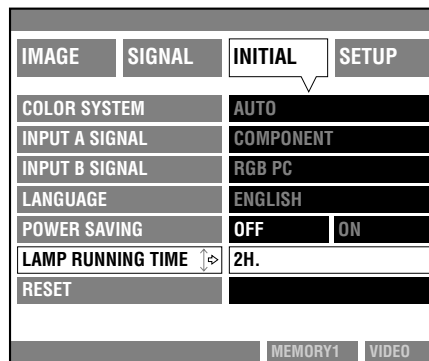 IMAGE SIGNAL INITIAL SETUP
COLOR SYSTEM AUTO
INPUT A SIGNAL COMPONENT
INPUT B SIGNAL RGB PC
LANGUAGE ENGLISH
POWER SAVING OFF ON
LAMP RUNNING TIME 2H.
RESET
MEMORY1 VIDEO